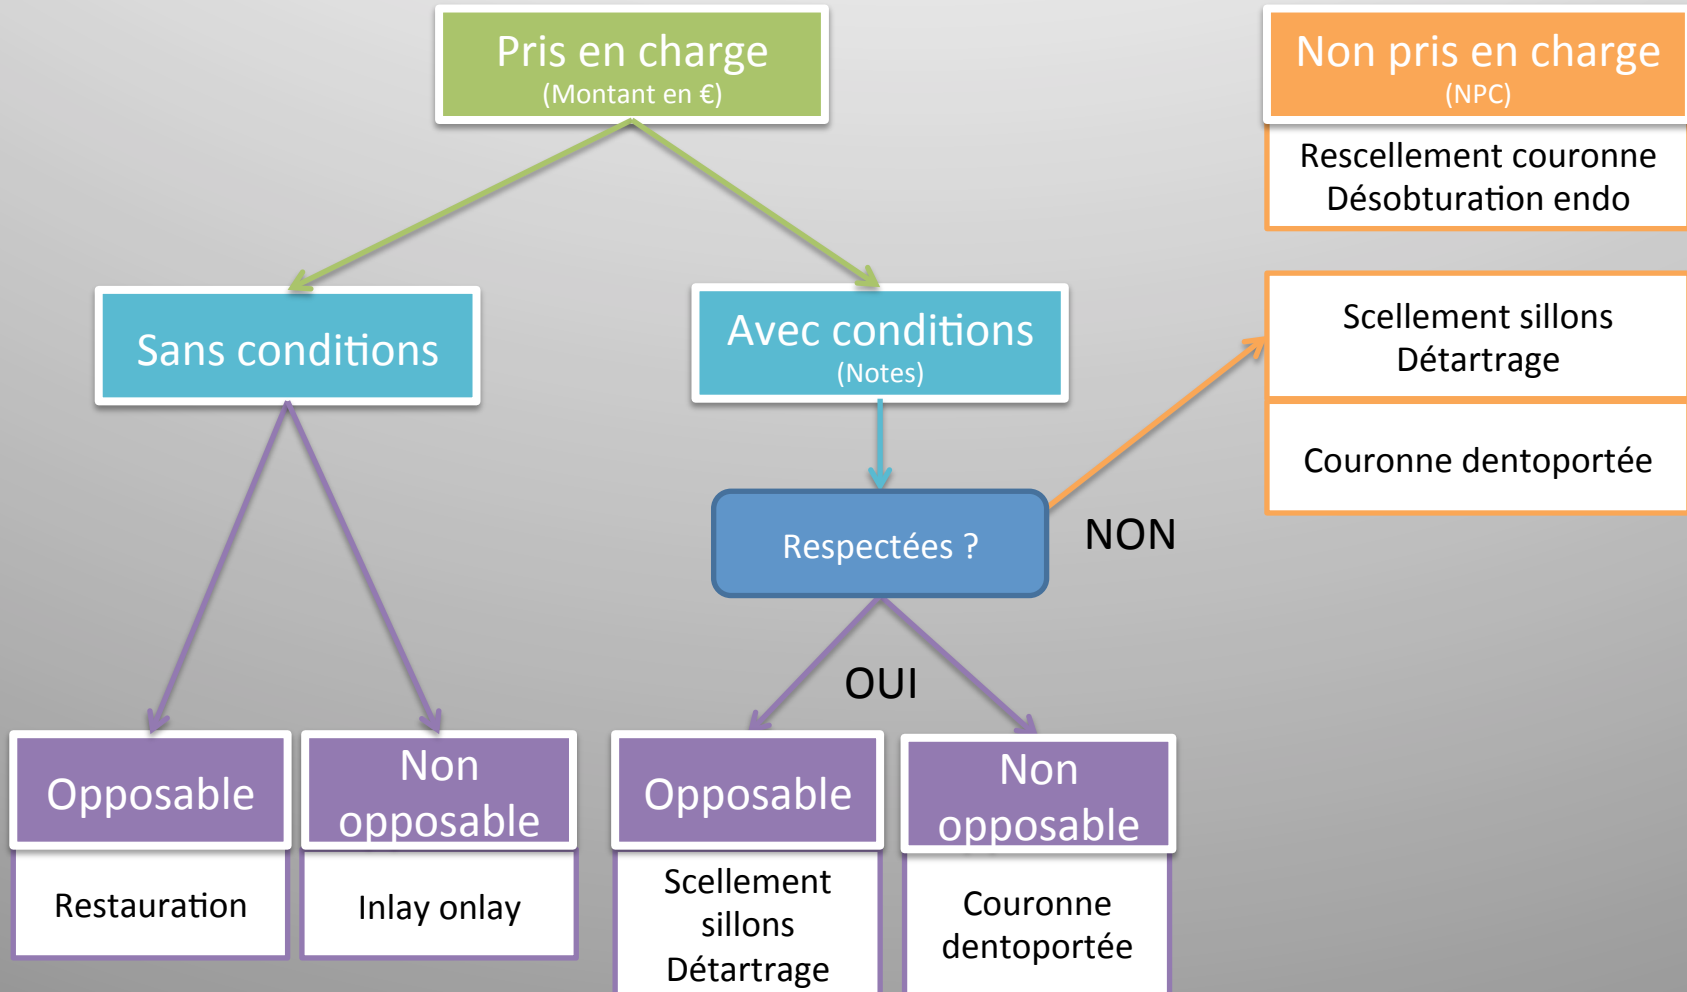 Pris en charge
(Montant en €)
Non pris en charge
(NPC)
Rescellement couronne
Désobturation endo
Sans conditions
Avec conditions
(Notes)
Scellement sillons
Détartrage
Couronne dentoportée
Respectées ?
NON
OUI
Opposable
Restauration
Non
opposable
Inlay onlay
Opposable
Scellement
sillons
Détartrage
Non
opposable
Couronne
dentoportée